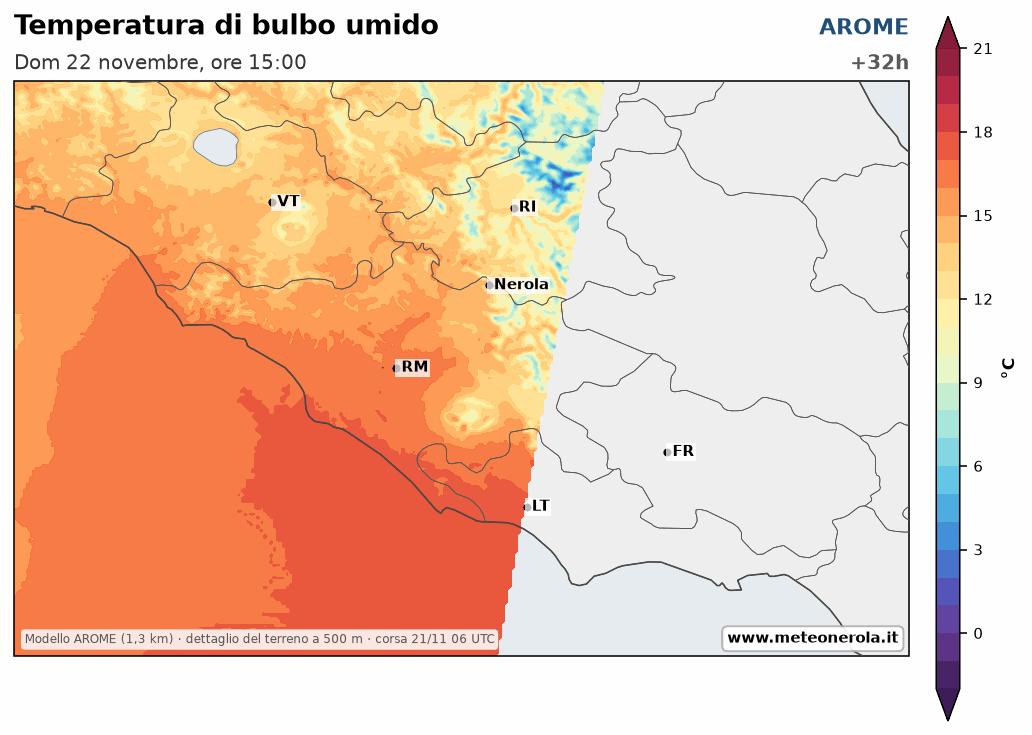 Temperatura di bulbo umido
AROME
Dom 22 novembre, ore 15:00
+32h
VT
RI
Nerola
RM
FR
LT
Modello AROME (1,3 km) · dettaglio del terreno a 500 m · corsa 21/11 06 UTC
www.meteonerola.it
21
18
15
12
9
6
3
0
°C